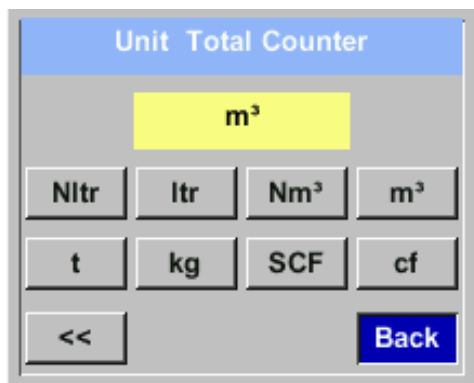 Unit Total Counter
m³
Nltr ltr Nm³ m³
t kg SCF cf
<< Back